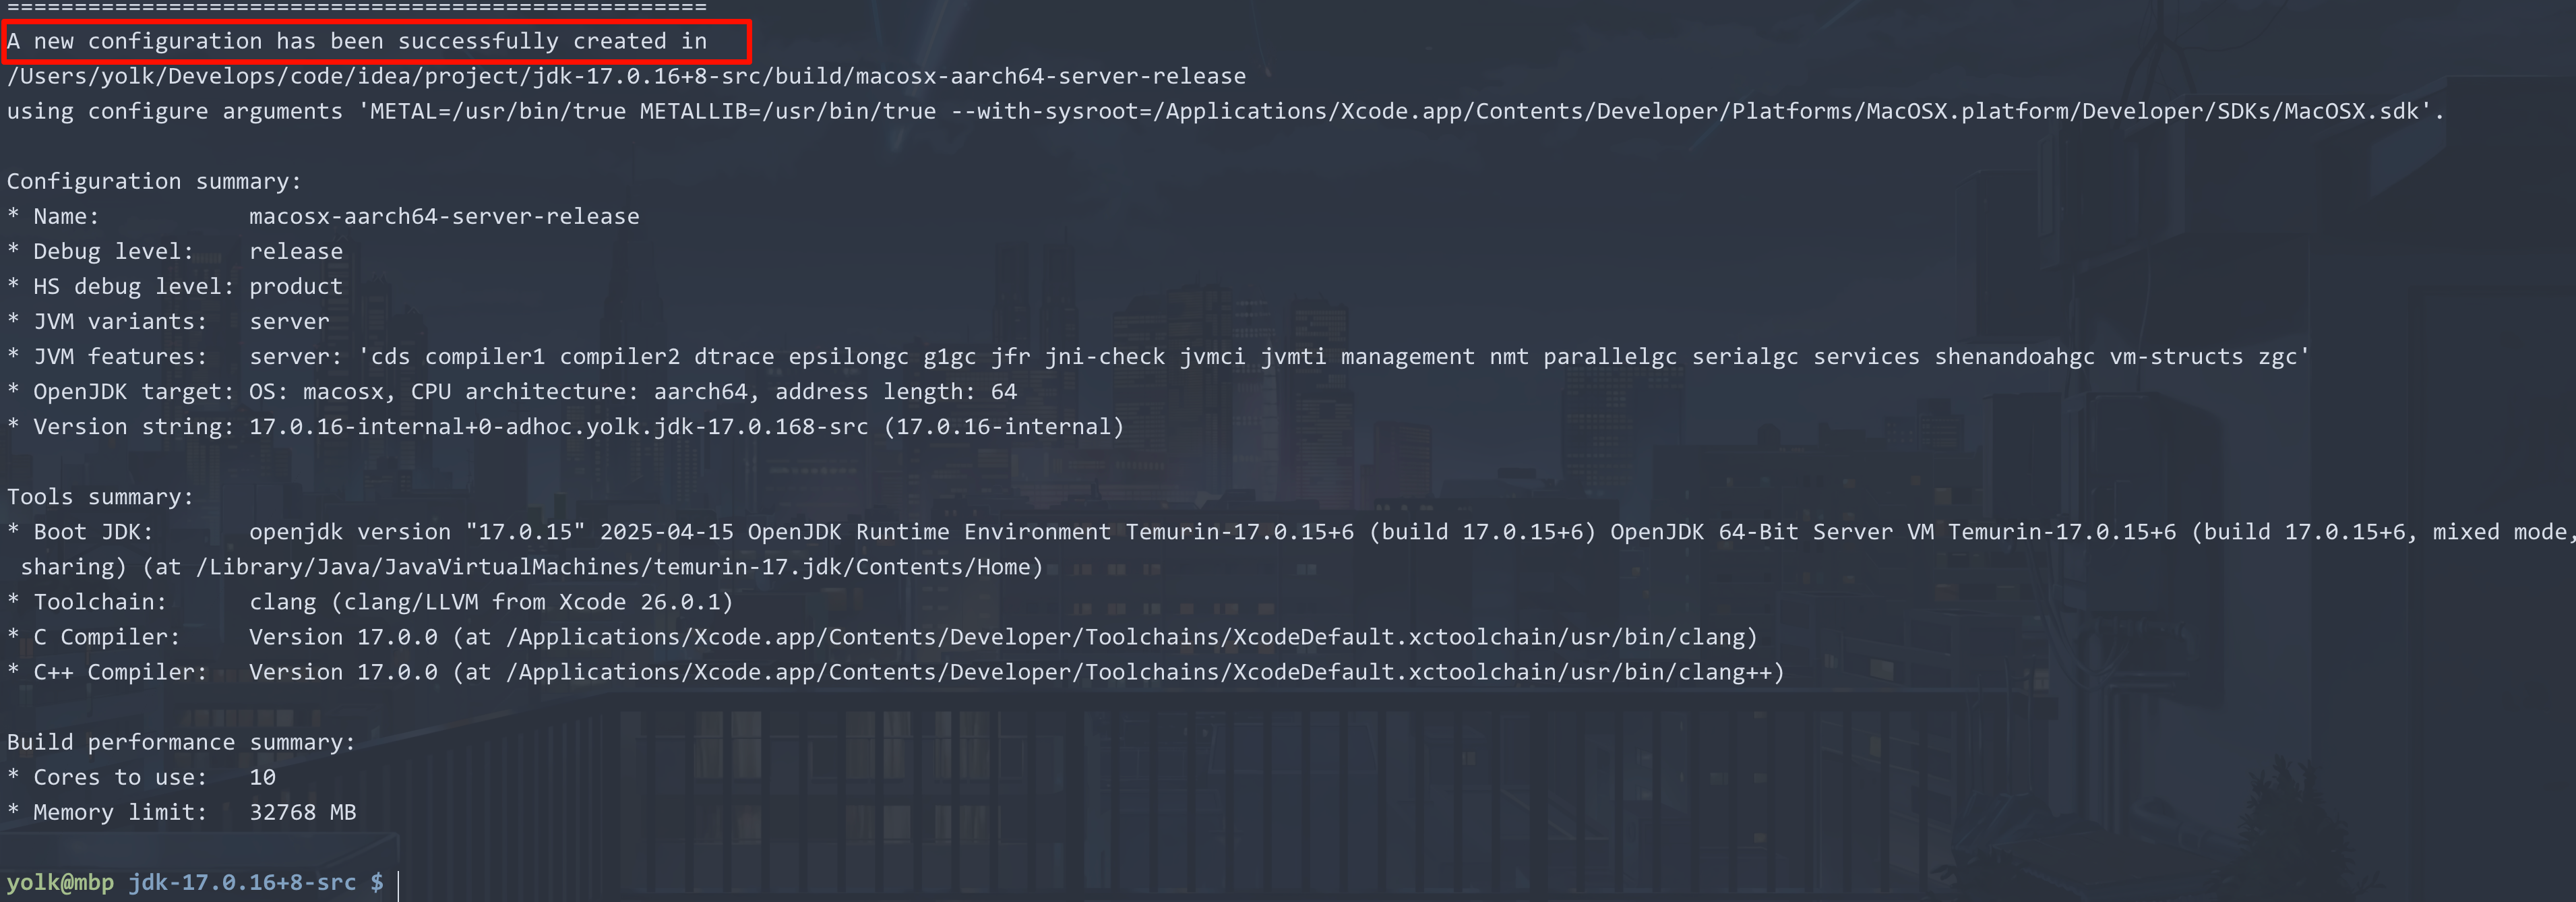 ====================================================
A new configuration has been successfully created in
/Users/yolk/Develops/code/idea/project/jdk-17.0.16+8-src/build/macosx-aarch64-server-release
using configure arguments 'METAL=/usr/bin/true METALLIB=/usr/bin/true --with-sysroot=/Applications/Xcode.app/Contents/Developer/Platforms/MacOSX.platform/Developer/SDKs/MacOSX.sdk'.

Configuration summary:
* Name:           macosx-aarch64-server-release
* Debug level:    release
* HS debug level: product
* JVM variants:   server
* JVM features:   server: 'cds compiler1 compiler2 dtrace epsilongc g1gc jfr jni-check jvmci jvmti management nmt parallelgc serialgc services shenandoahgc vm-structs zgc'
* OpenJDK target: OS: macosx, CPU architecture: aarch64, address length: 64
* Version string: 17.0.16-internal+0-adhoc.yolk.jdk-17.0.168-src (17.0.16-internal)

Tools summary:
* Boot JDK:       openjdk version "17.0.15" 2025-04-15 OpenJDK Runtime Environment Temurin-17.0.15+6 (build 17.0.15+6) OpenJDK 64-Bit Server VM Temurin-17.0.15+6 (build 17.0.15+6, mixed mode,
 sharing) (at /Library/Java/JavaVirtualMachines/temurin-17.jdk/Contents/Home)
* Toolchain:      clang (clang/LLVM from Xcode 26.0.1)
* C Compiler:     Version 17.0.0 (at /Applications/Xcode.app/Contents/Developer/Toolchains/XcodeDefault.xctoolchain/usr/bin/clang)
* C++ Compiler:   Version 17.0.0 (at /Applications/Xcode.app/Contents/Developer/Toolchains/XcodeDefault.xctoolchain/usr/bin/clang++)

Build performance summary:
* Cores to use:   10
* Memory limit:   32768 MB

yolk@mbp jdk-17.0.16+8-src $